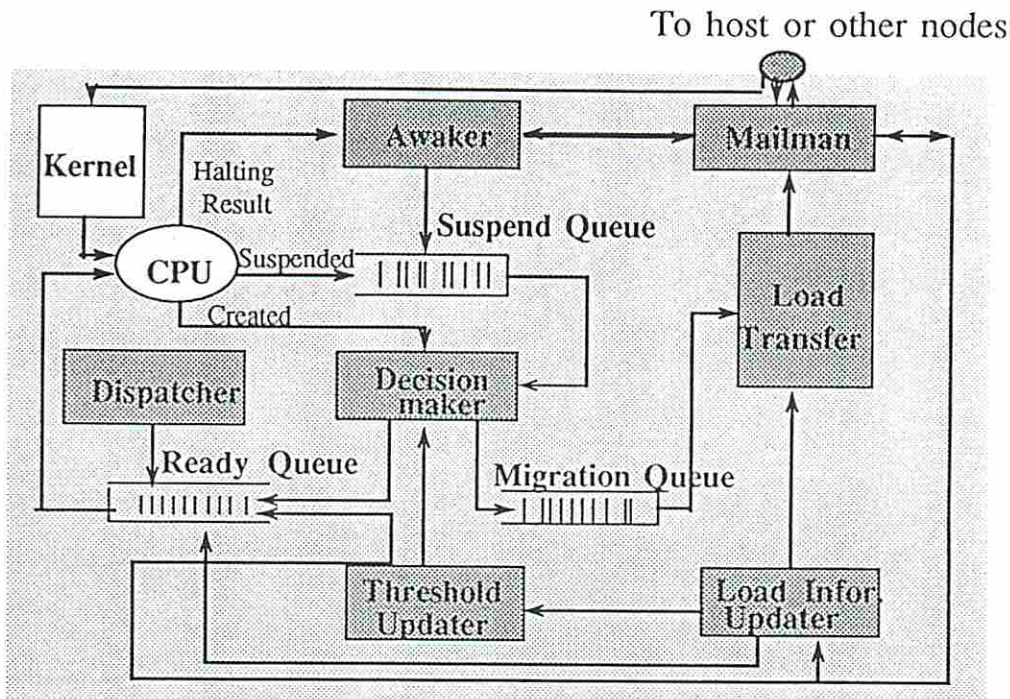 To host or other nodes
Kernel
Awaker
Mailman
Halting
Result
Suspend Queue
CPU
Suspended
Created
Load
Transfer
Dispatcher
Decision
maker
Ready Queue
Migration Queue
Threshold
Updater
Load Infor.
Updater